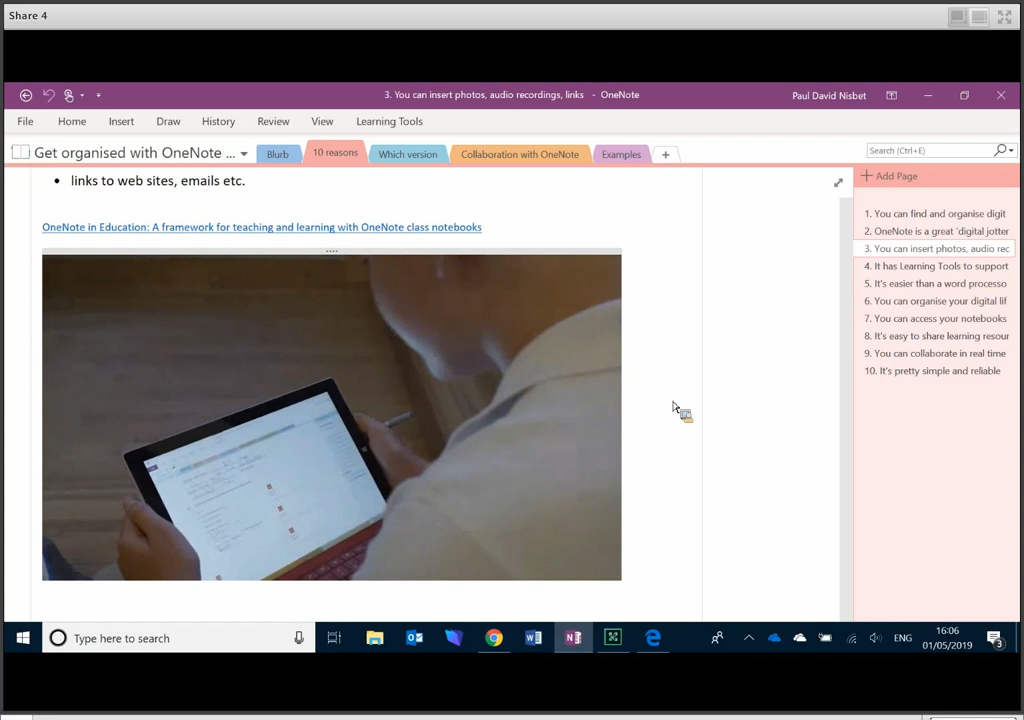 Share 4
3. You can insert photos, audio recordings, links - OneNote
Paul David Nisbet
File Home Insert Draw History Review View Learning Tools
Get organised with OneNote ...
Blurb
10 reasons
Which version
Collaboration with OneNote
Examples
Search (Ctrl+E)
Add Page
• links to web sites, emails etc.
OneNote in Education: A framework for teaching and learning with OneNote class notebooks
1. You can find and organise digit
2. OneNote is a great 'digital jotter
3. You can insert photos, audio rec
4. It has Learning Tools to support
5. It's easier than a word processo
6. You can organise your digital lif
7. You can access your notebooks
8. It's easy to share learning resour
9. You can collaborate in real time
10. It's pretty simple and reliable
Type here to search
ENG
16:06
01/05/2019
3